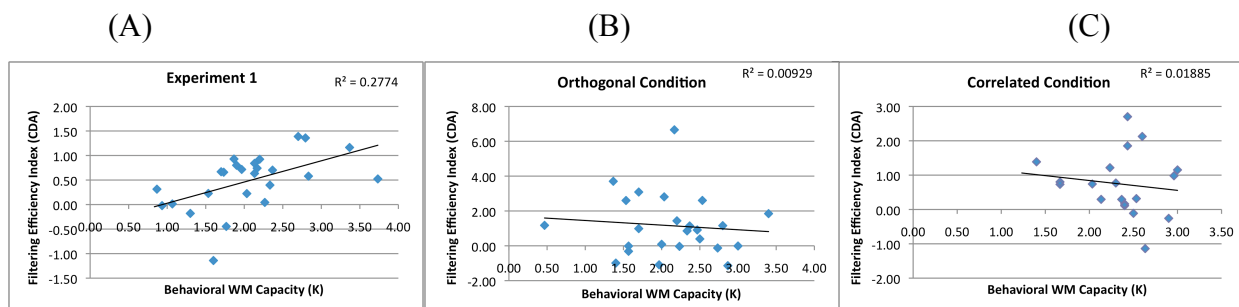 (A)
(B)
(C)
Experiment 1
R² = 0.2774
Filtering Efficiency Index (CDA)
2.00
1.50
1.00
0.50
0.00
-0.50
-1.00
-1.50
0.00 0.50 1.00 1.50 2.00 2.50 3.00 3.50 4.00
Behavioral WM Capacity (K)
Orthogonal Condition
R² = 0.00929
Filtering Efficiency Index (CDA)
8.00
6.00
4.00
2.00
0.00
-2.00
0.00 0.50 1.00 1.50 2.00 2.50 3.00 3.50 4.00
Behavioral WM Capacity (K)
Correlated Condition
R² = 0.01885
Filtering Efficiency Index (CDA)
3.00
2.00
1.00
0.00
-1.00
-2.00
0.00 0.50 1.00 1.50 2.00 2.50 3.00 3.50
Behavioral WM Capacity (K)